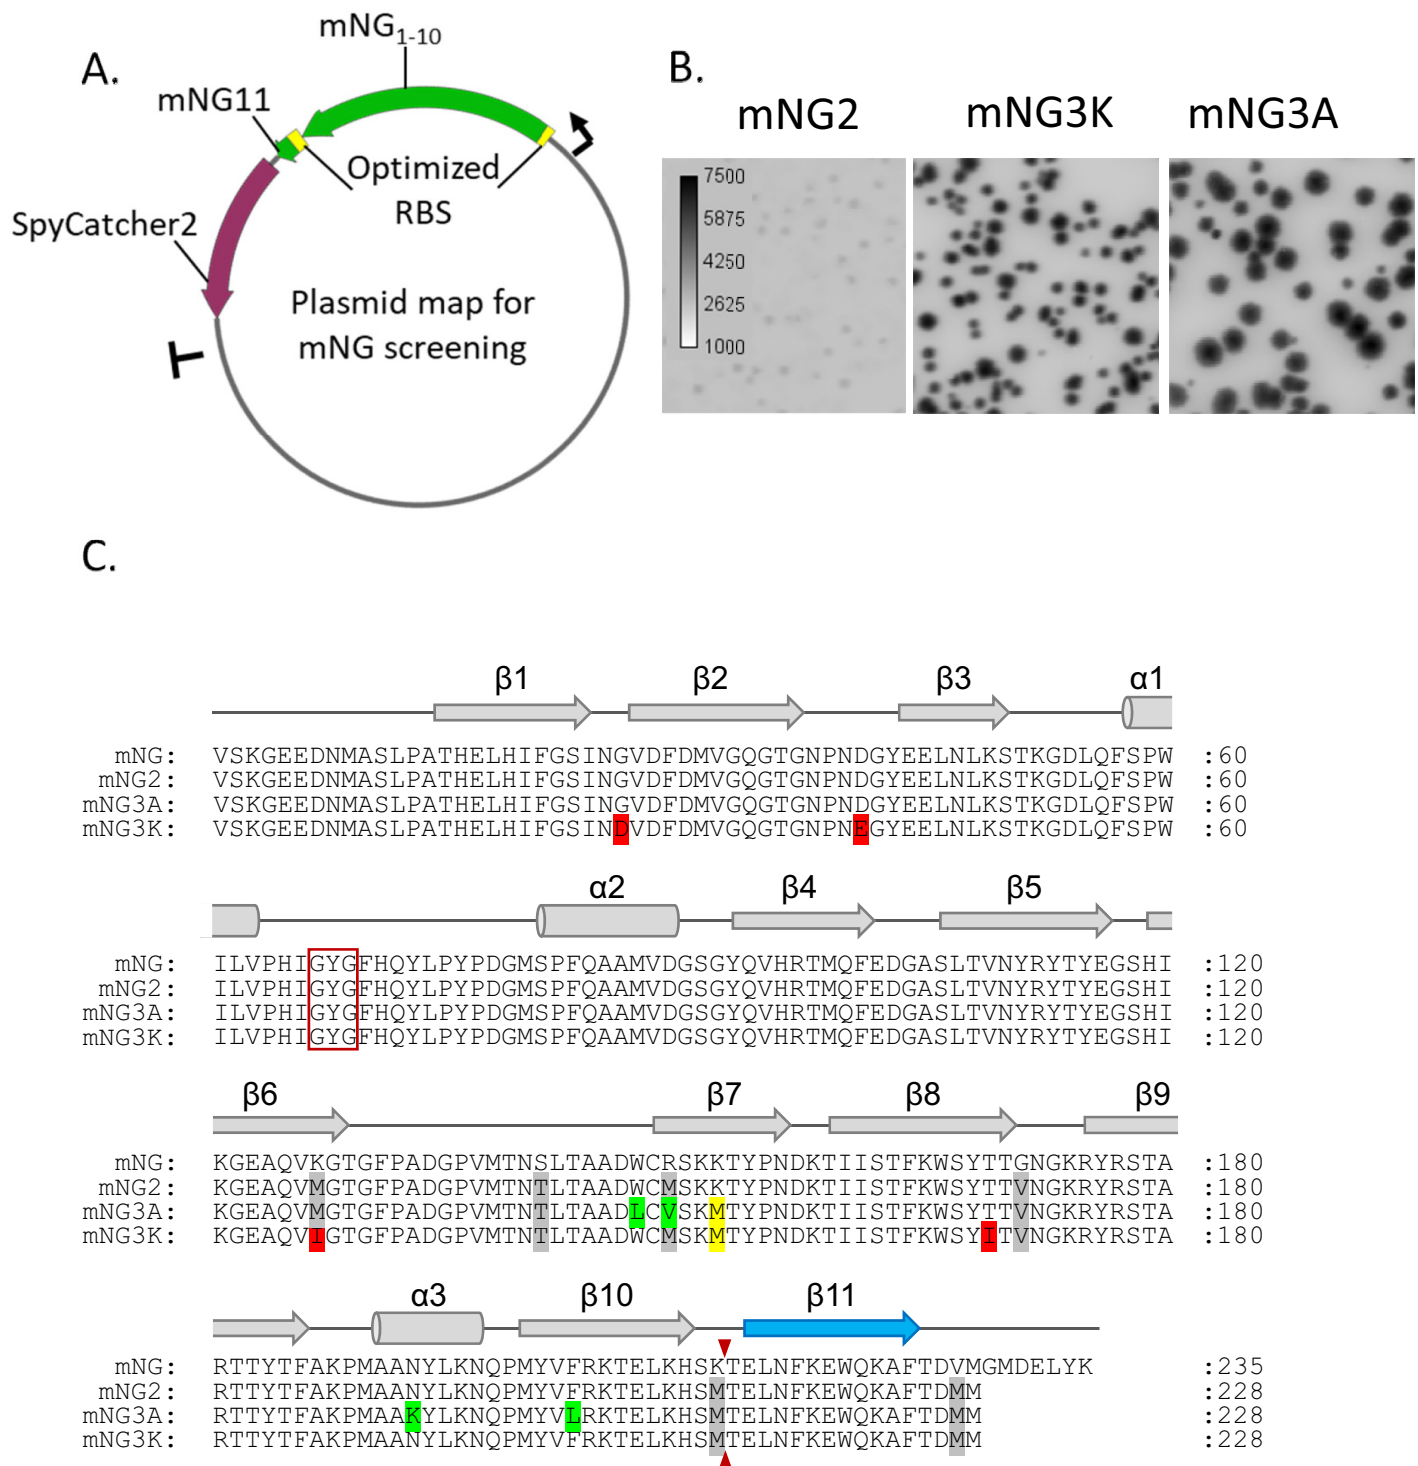 A.
mNG1-10
mNG11
Optimized
RBS
SpyCatcher2
Plasmid map for
mNG screening
B.
mNG2 mNG3K mNG3A
7500
5875
4250
2625
1000
C.
β1 β2 β3 α1
mNG: VSKGEEDNMASLPATHELHIFGSINGVDFDMVGQGTGNPNDGYEELNLKSTKGDLQFSPW :60
mNG2: VSKGEEDNMASLPATHELHIFGSINGVDFDMVGQGTGNPNDGYEELNLKSTKGDLQFSPW :60
mNG3A: VSKGEEDNMASLPATHELHIFGSINGVDFDMVGQGTGNPNDGYEELNLKSTKGDLQFSPW :60
mNG3K: VSKGEEDNMASLPATHELHIFGSINDVDFDMVGQGTGNPNEGYEELNLKSTKGDLQFSPW :60
α2 β4 β5
mNG: ILVPHIGYGFHQYLPYPDGMSPFQAAMVDGSGYQVHRTMQFEDGASLTVNYRYTYEGSHI :120
mNG2: ILVPHIGYGFHQYLPYPDGMSPFQAAMVDGSGYQVHRTMQFEDGASLTVNYRYTYEGSHI :120
mNG3A: ILVPHIGYGFHQYLPYPDGMSPFQAAMVDGSGYQVHRTMQFEDGASLTVNYRYTYEGSHI :120
mNG3K: ILVPHIGYGFHQYLPYPDGMSPFQAAMVDGSGYQVHRTMQFEDGASLTVNYRYTYEGSHI :120
β6 β7 β8 β9
mNG: KGEAQVKGTGFPADGPVMTNSLTAADWCRSKKTYPNDKTIISTFKWSYTTGNGKRYRSTA :180
mNG2: KGEAQVMGTGFPADGPVMTNTLTAADWCMSKKTYPNDKTIISTFKWSYTTVNGKRYRSTA :180
mNG3A: KGEAQVMGTGFPADGPVMTNTLTAADLCVSKMTYPNDKTIISTFKWSYTTVNGKRYRSTA :180
mNG3K: KGEAQVIGTGFPADGPVMTNTLTAADWCMSKMTYPNDKTIISTFKWSYITVNGKRYRSTA :180
α3 β10 β11
mNG: RTTYTFAKPMAANYLKNQPMYVFRKTELKHSKTELNFKEWQKAFTDVMGMDELYK :235
mNG2: RTTYTFAKPMAANYLKNQPMYVFRKTELKHSMTELNFKEWQKAFTDMM :228
mNG3A: RTTYTFAKPMAAKYLKNQPMYVLRKTELKHSMTELNFKEWQKAFTDMM :228
mNG3K: RTTYTFAKPMAANYLKNQPMYVFRKTELKHSMTELNFKEWQKAFTDMM :228